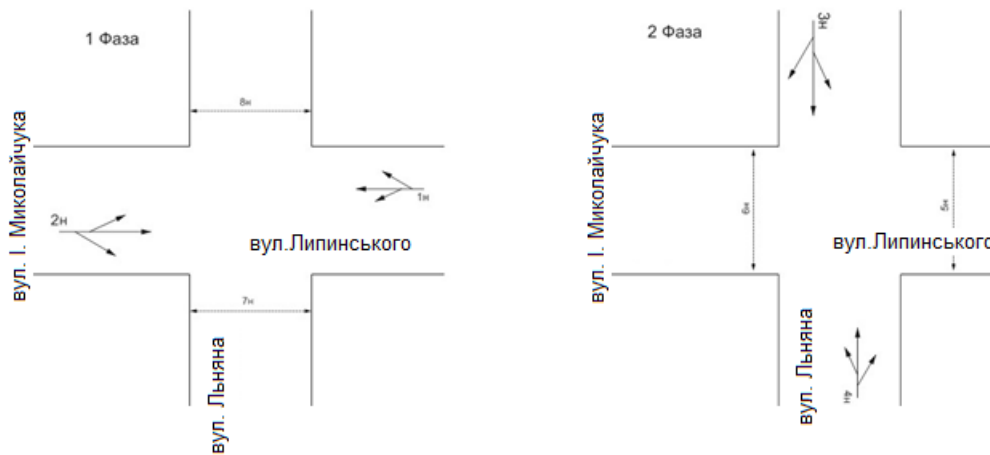 1 Фаза
8н
вул. І. Миколайчука
1н
2н
вул.Липинського
7н
вул. Льняна
2 Фаза
3н
вул. І. Миколайчука
6н
5н
вул.Липинського
вул. Льняна
4н